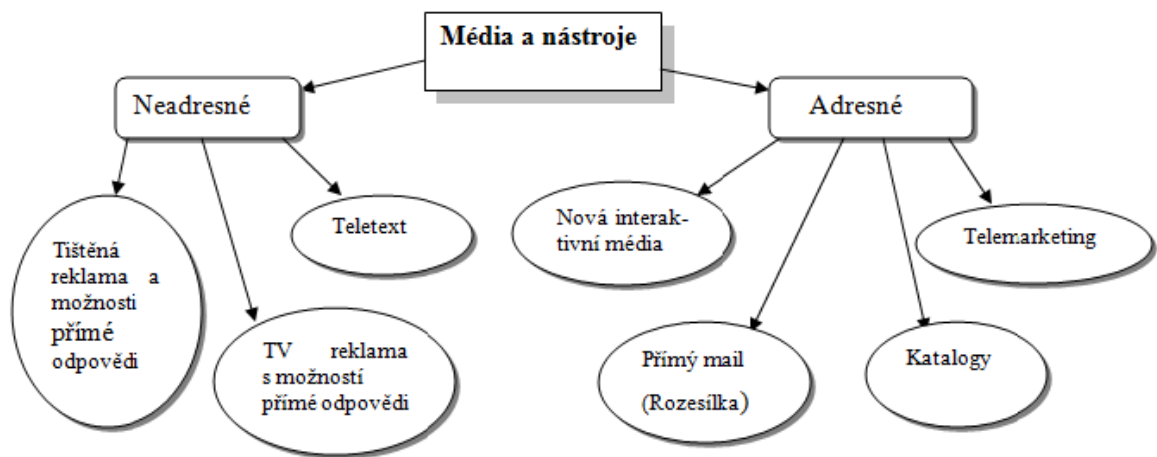 Média a nástroje
Neadresné
Adresné
Tištěná
reklama a
možnosti
přímé
odpovědi
TV reklama
s možností
přímé odpovědi
Teletext
Nová interak-
tivní média
Přímý mail
(Rozesílka)
Katalogy
Telemarketing